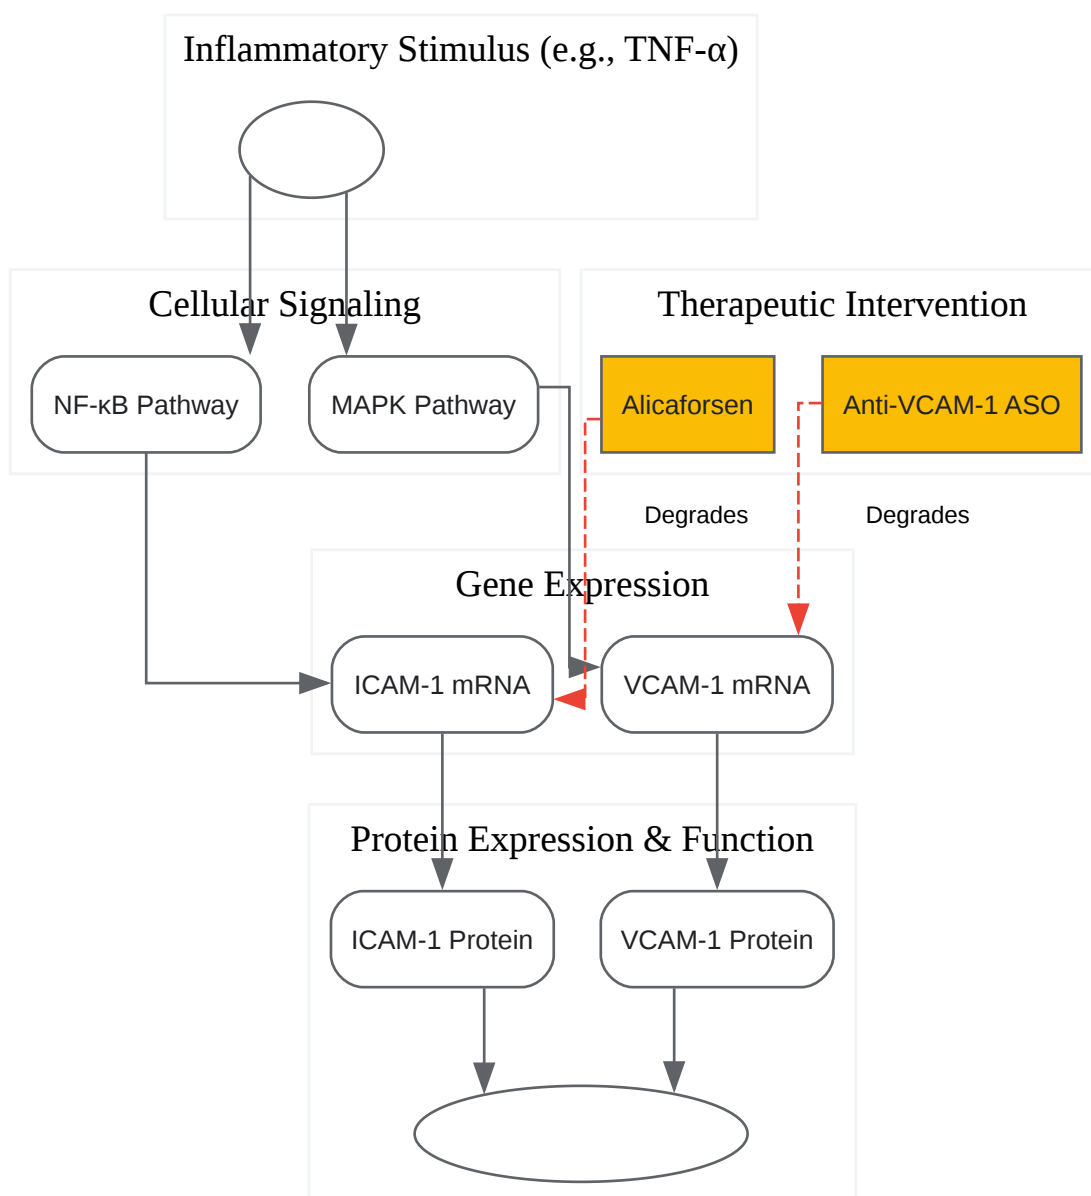 Inflammatory Stimulus (e.g., TNF-α)
Cellular Signaling
Therapeutic Intervention
NF-κB Pathway
MAPK Pathway
Alicaforsen
Anti-VCAM-1 ASO
Degrades
Degrades
Gene Expression
ICAM-1 mRNA
VCAM-1 mRNA
Protein Expression & Function
ICAM-1 Protein
VCAM-1 Protein